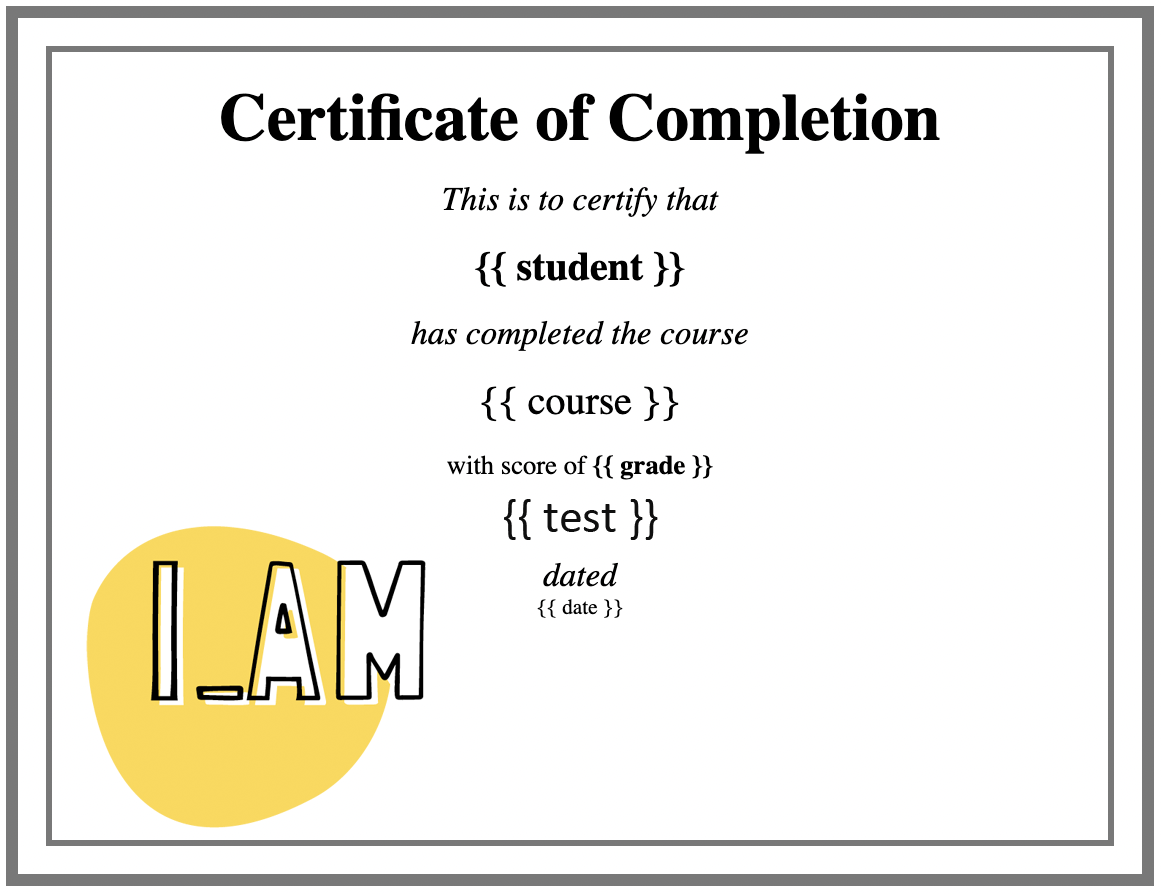 Certificate of Completion
This is to certify that
{{ student }}
has completed the course
{{ course }}
with score of {{ grade }}
{{ test }}
dated
{{ date }}
I_AM